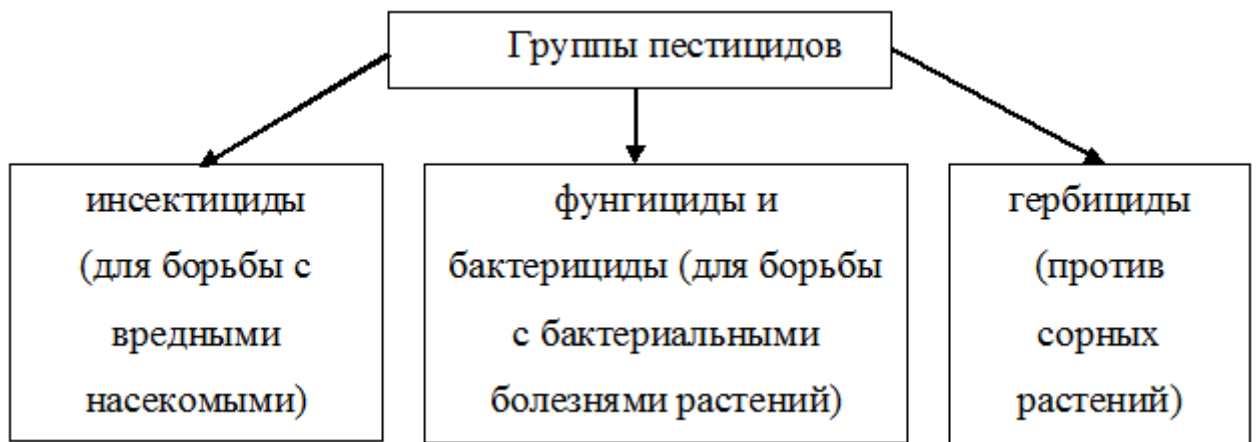 Группы пестицидов
инсектициды
(для борьбы с
вредными
насекомыми)
фунгициды и
бактерициды (для борьбы
с бактериальными
болезнями растений)
гербициды
(против
сорных
растений)